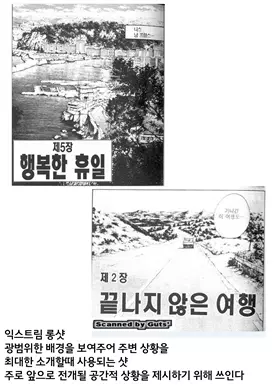 제5장
행복한 휴일
제 2 장
끝나지 않은 여행
Scanned by Guts
익스트림 롱샷
광범위한 배경을 보여주어 주변 상황을
최대한 소개할때 사용되는 샷
주로 앞으로 전개될 공간적 상황을 제시하기 위해 쓰인다